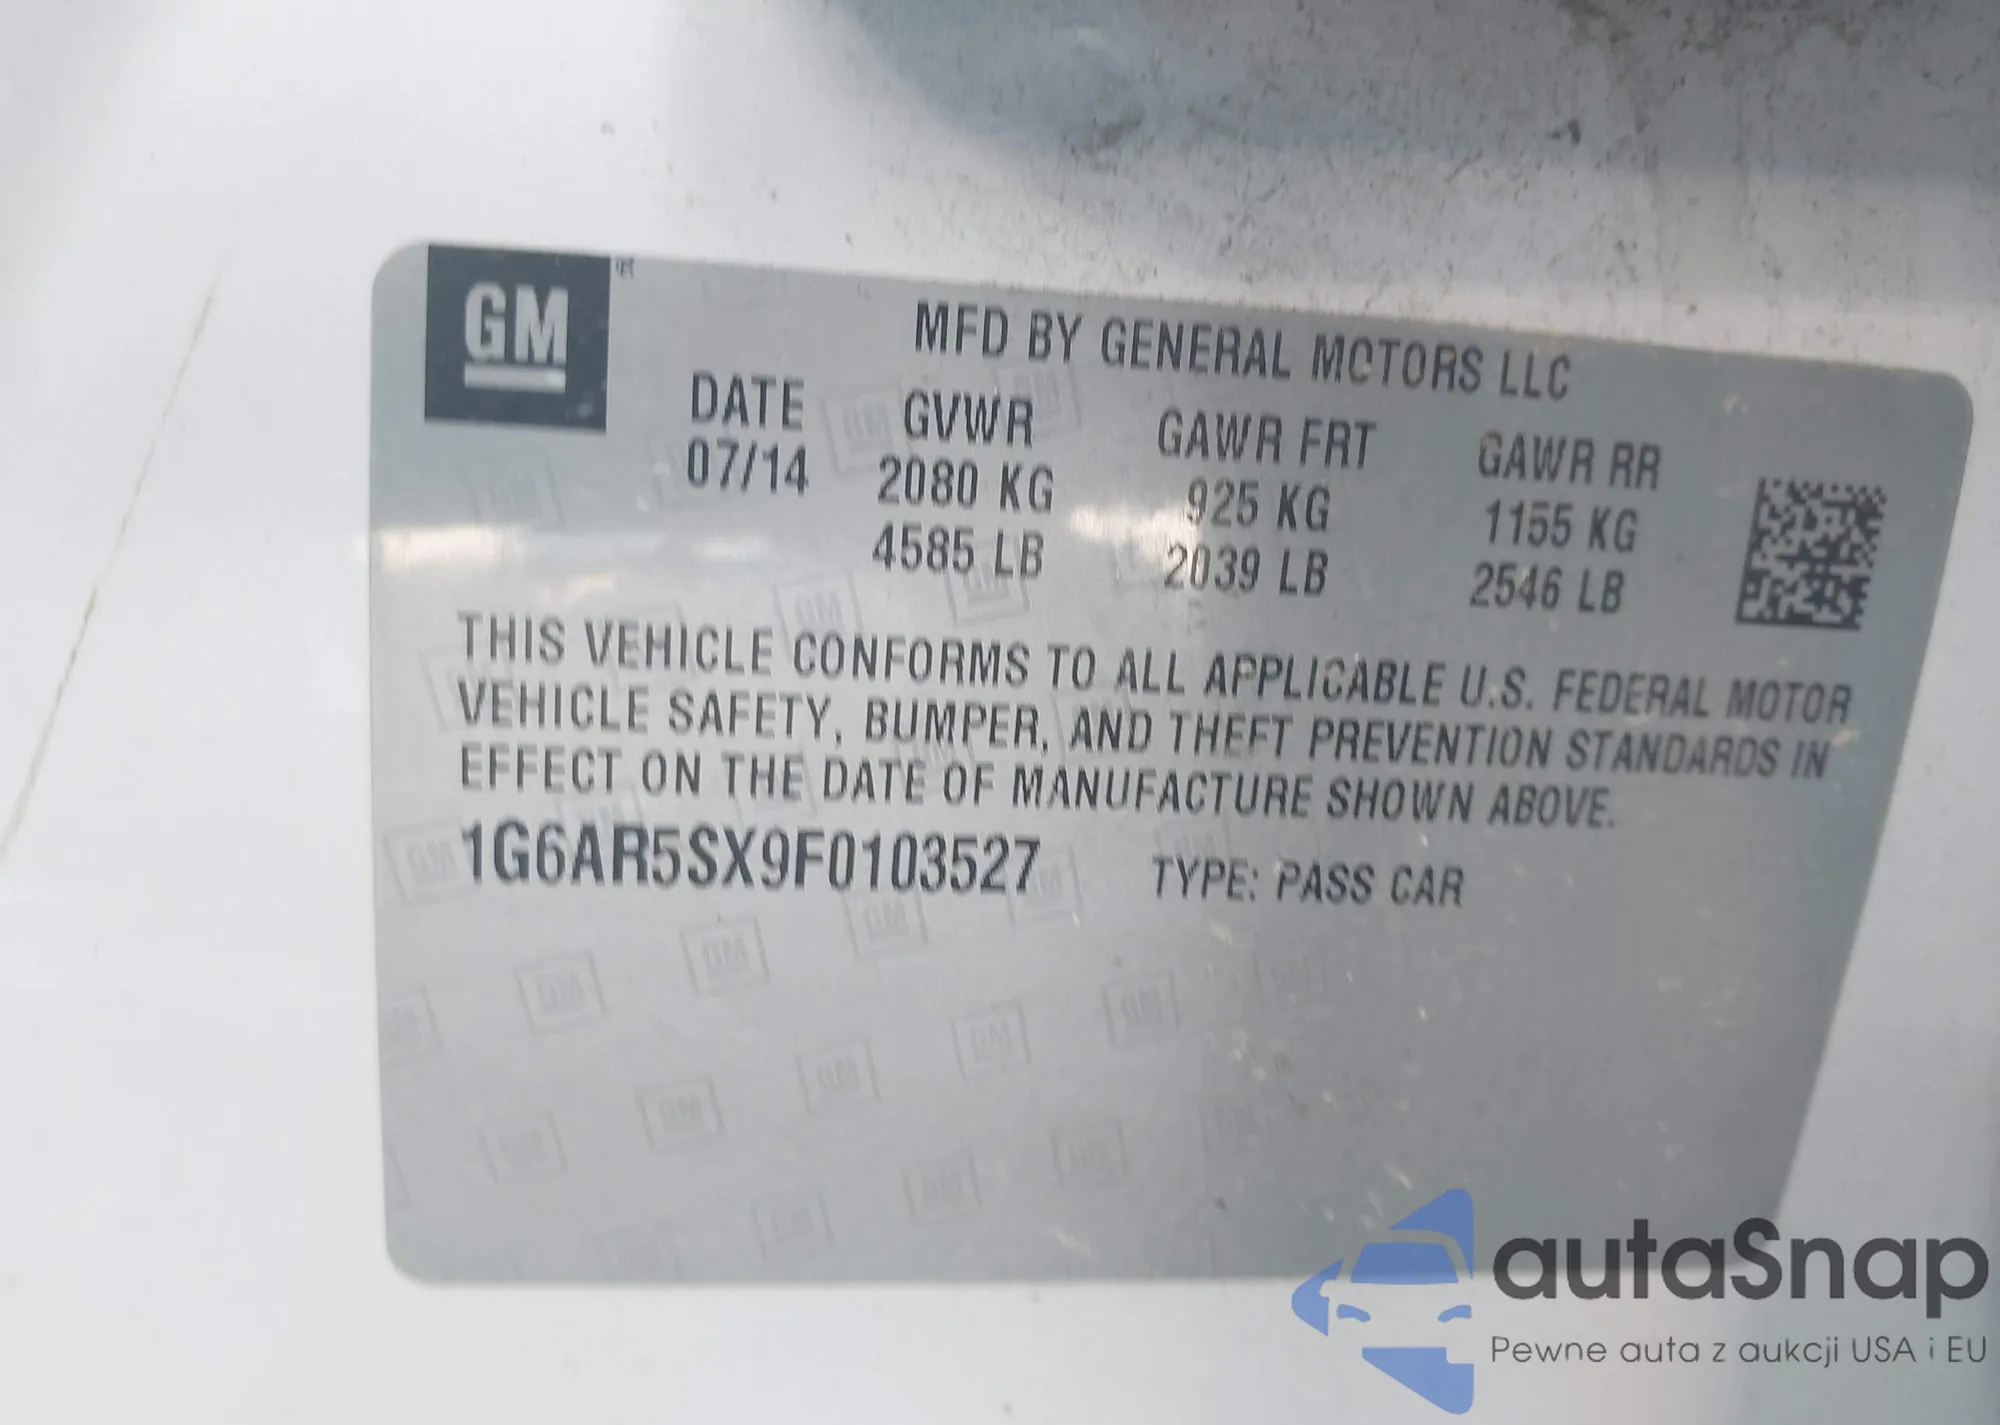 GM
MFD BY GENERAL MOTORS LLC
DATE GVWR GAWR FRT GAWR RR
07/14 2080 KG 925 KG 1155 KG
4585 LB 2039 LB 2546 LB
THIS VEHICLE CONFORMS TO ALL APPLICABLE U.S. FEDERAL MOTOR
VEHICLE SAFETY, BUMPER, AND THEFT PREVENTION STANDARDS IN
EFFECT ON THE DATE OF MANUFACTURE SHOWN ABOVE.
1G6AR5SX9F0103527 TYPE: PASS CAR
autaSnap
Pewne auta z aukcji USA i EU